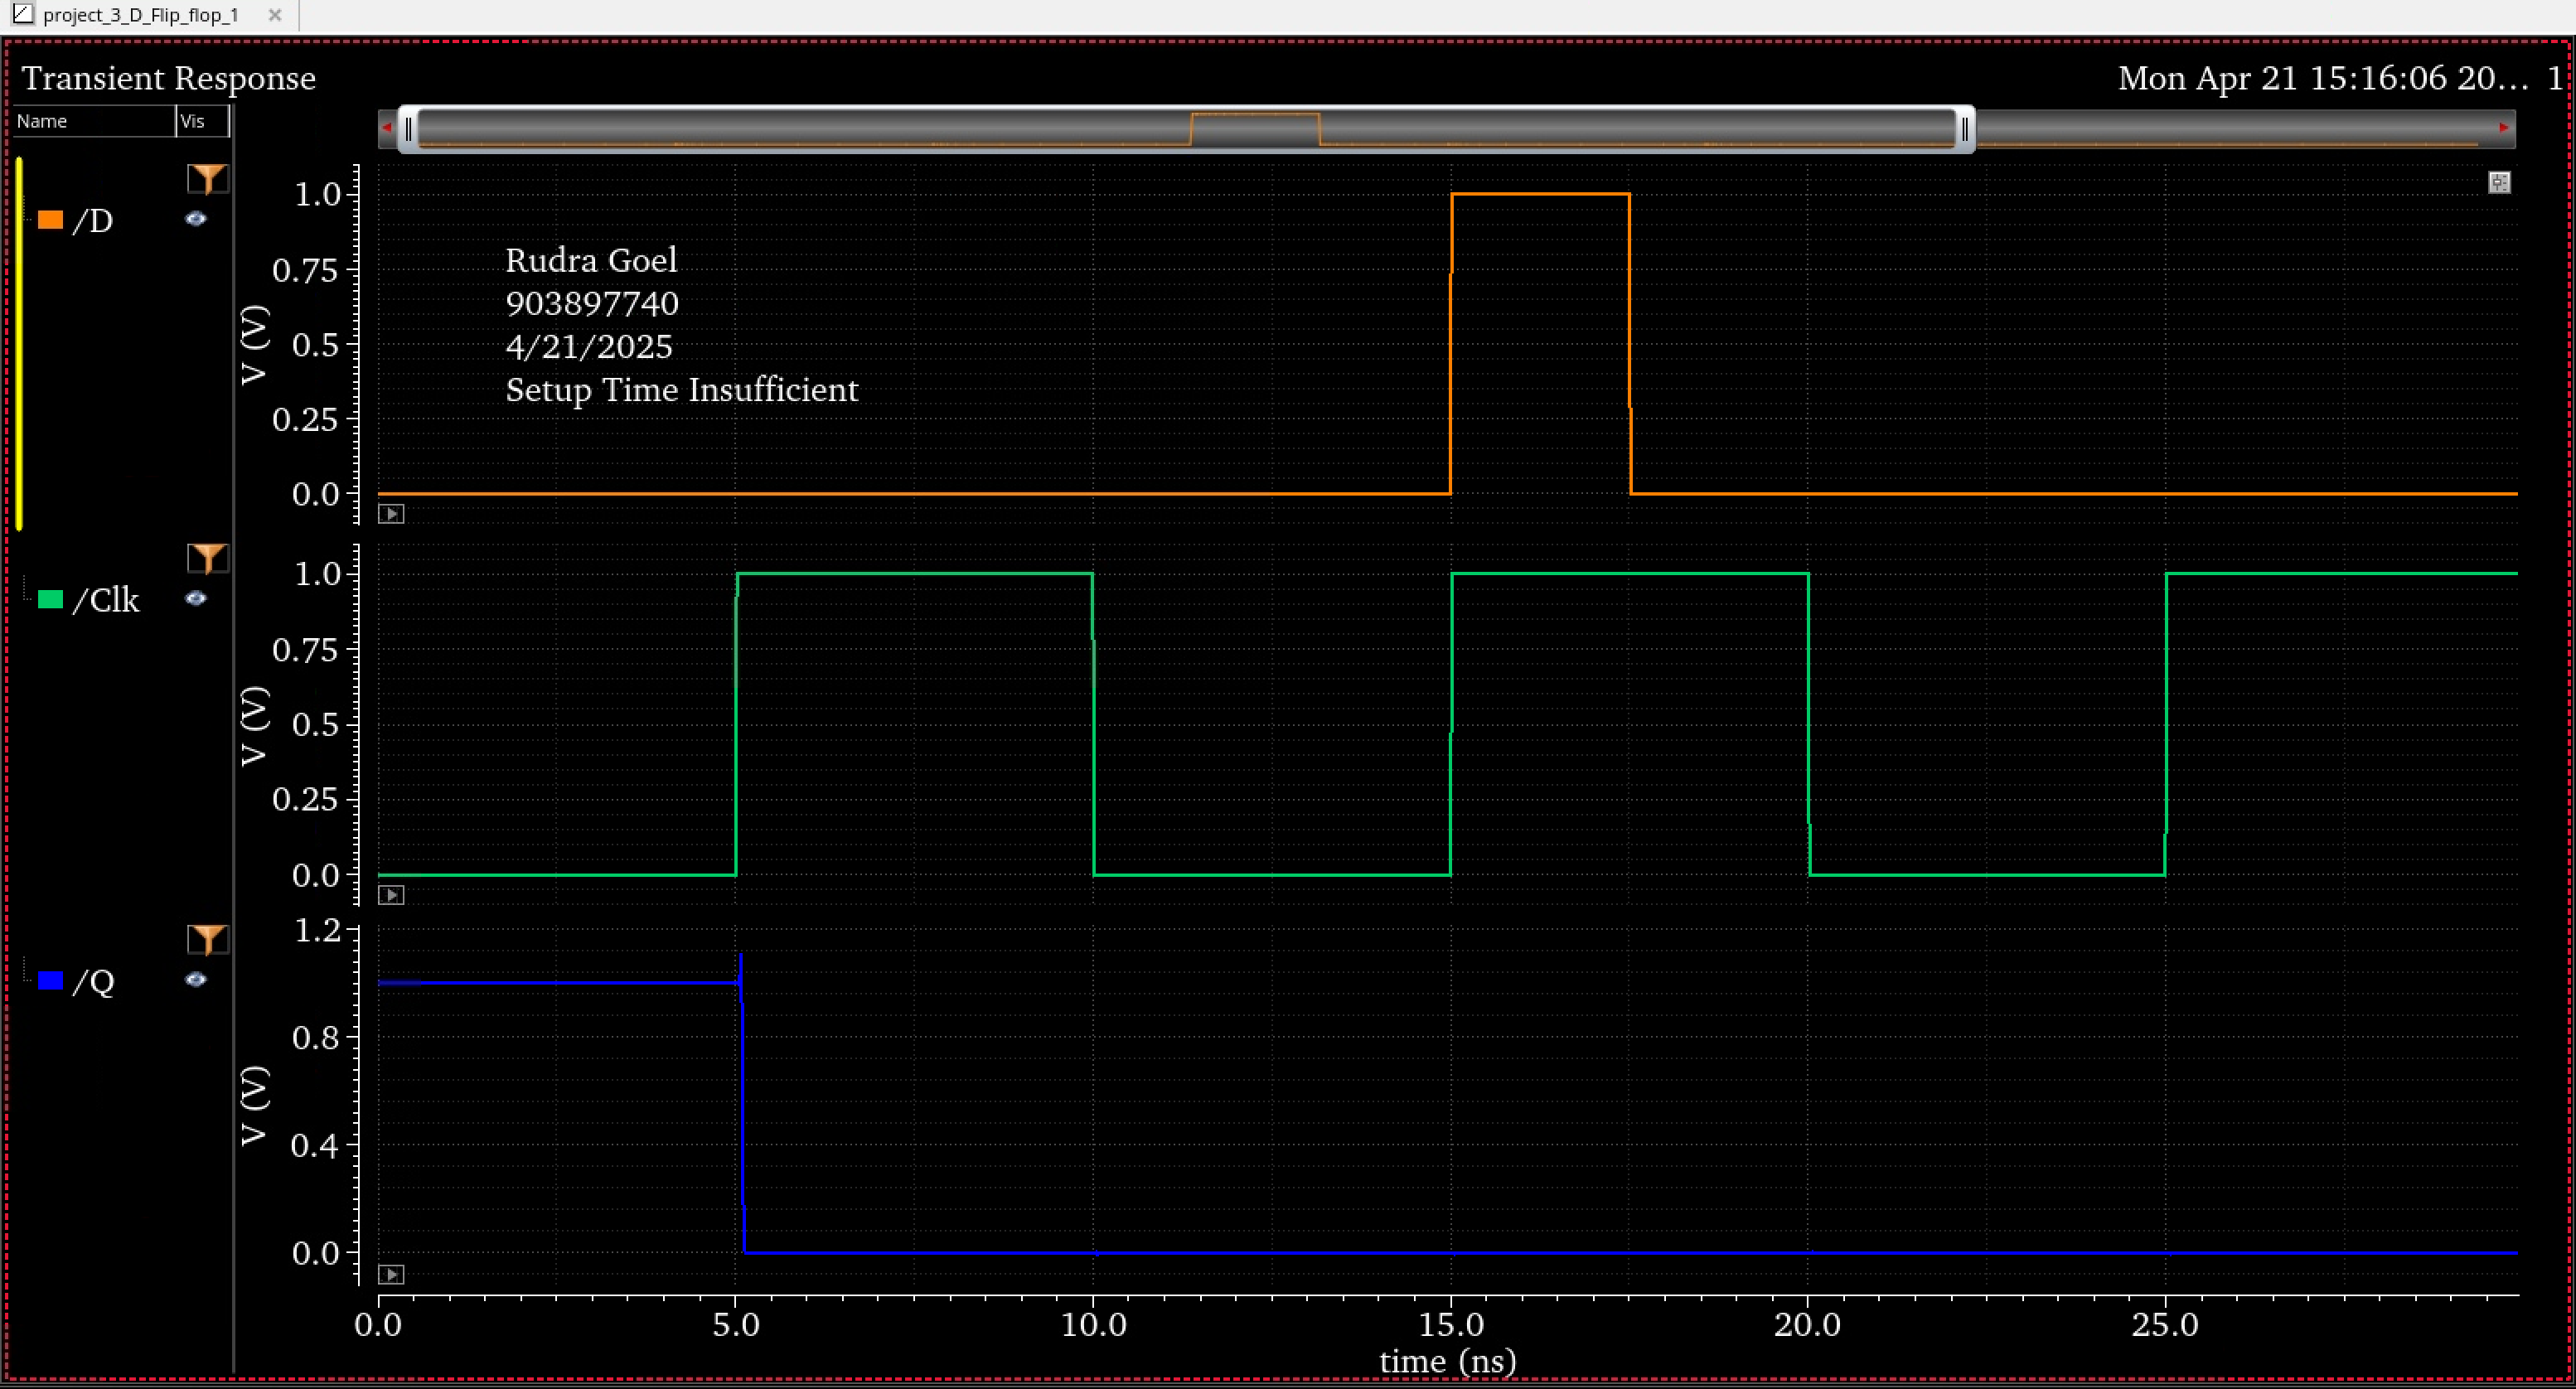 project_3_D_Flip_flop_1
Transient Response
Mon Apr 21 15:16:06 20... 1
Name Vis
/D
1.0
0.75
0.5
0.25
0.0
V (V)
Rudra Goel
903897740
4/21/2025
Setup Time Insufficient
/Clk
1.0
0.75
0.5
0.25
0.0
V (V)
/Q
1.2
0.8
0.4
0.0
V (V)
0.0 5.0 10.0 15.0 20.0 25.0
time (ns)